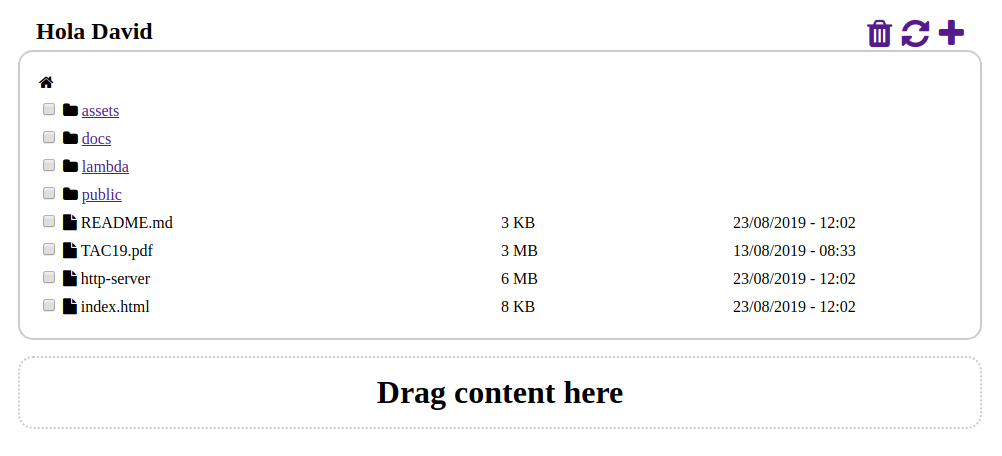 Hola David
assets
docs
lambda
public
README.md 3 KB 23/08/2019 - 12:02
TAC19.pdf 3 MB 13/08/2019 - 08:33
http-server 6 MB 23/08/2019 - 12:02
index.html 8 KB 23/08/2019 - 12:02
Drag content here